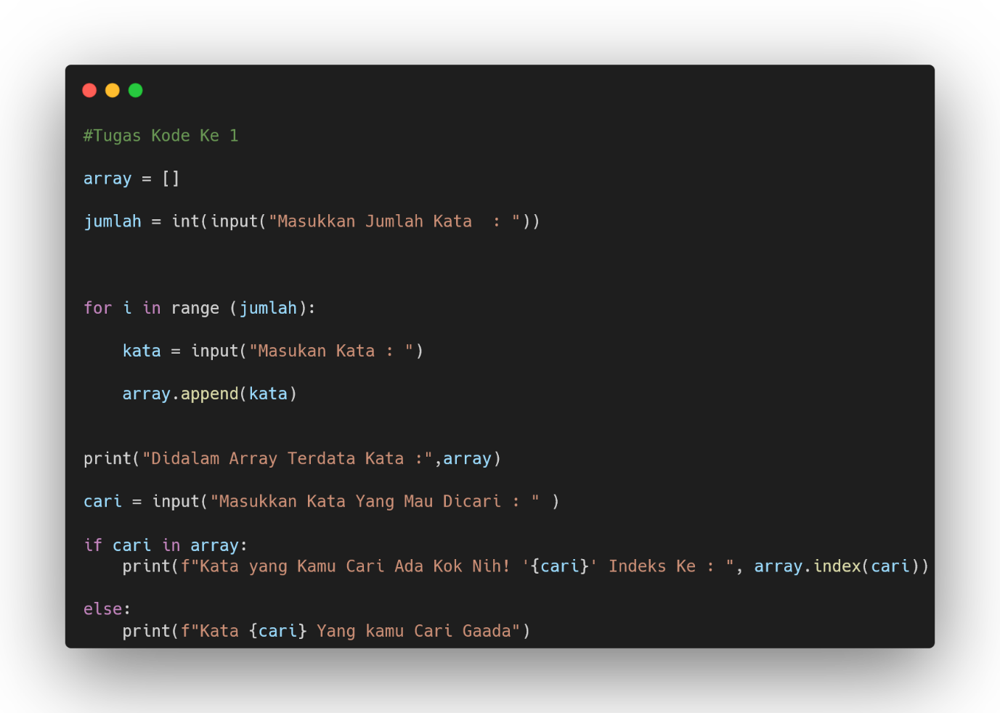 #Tugas Kode Ke 1
array = []
jumlah = int(input("Masukkan Jumlah Kata  : "))
for i in range (jumlah):
    kata = input("Masukan Kata : ")
    array.append(kata)
print("Didalam Array Terdata Kata :",array)
cari = input("Masukkan Kata Yang Mau Dicari : " )
if cari in array:
    print(f"Kata yang Kamu Cari Ada Kok Nih! '{cari}' Indeks Ke : ", array.index(cari))
else:
    print(f"Kata {cari} Yang kamu Cari Gaada")